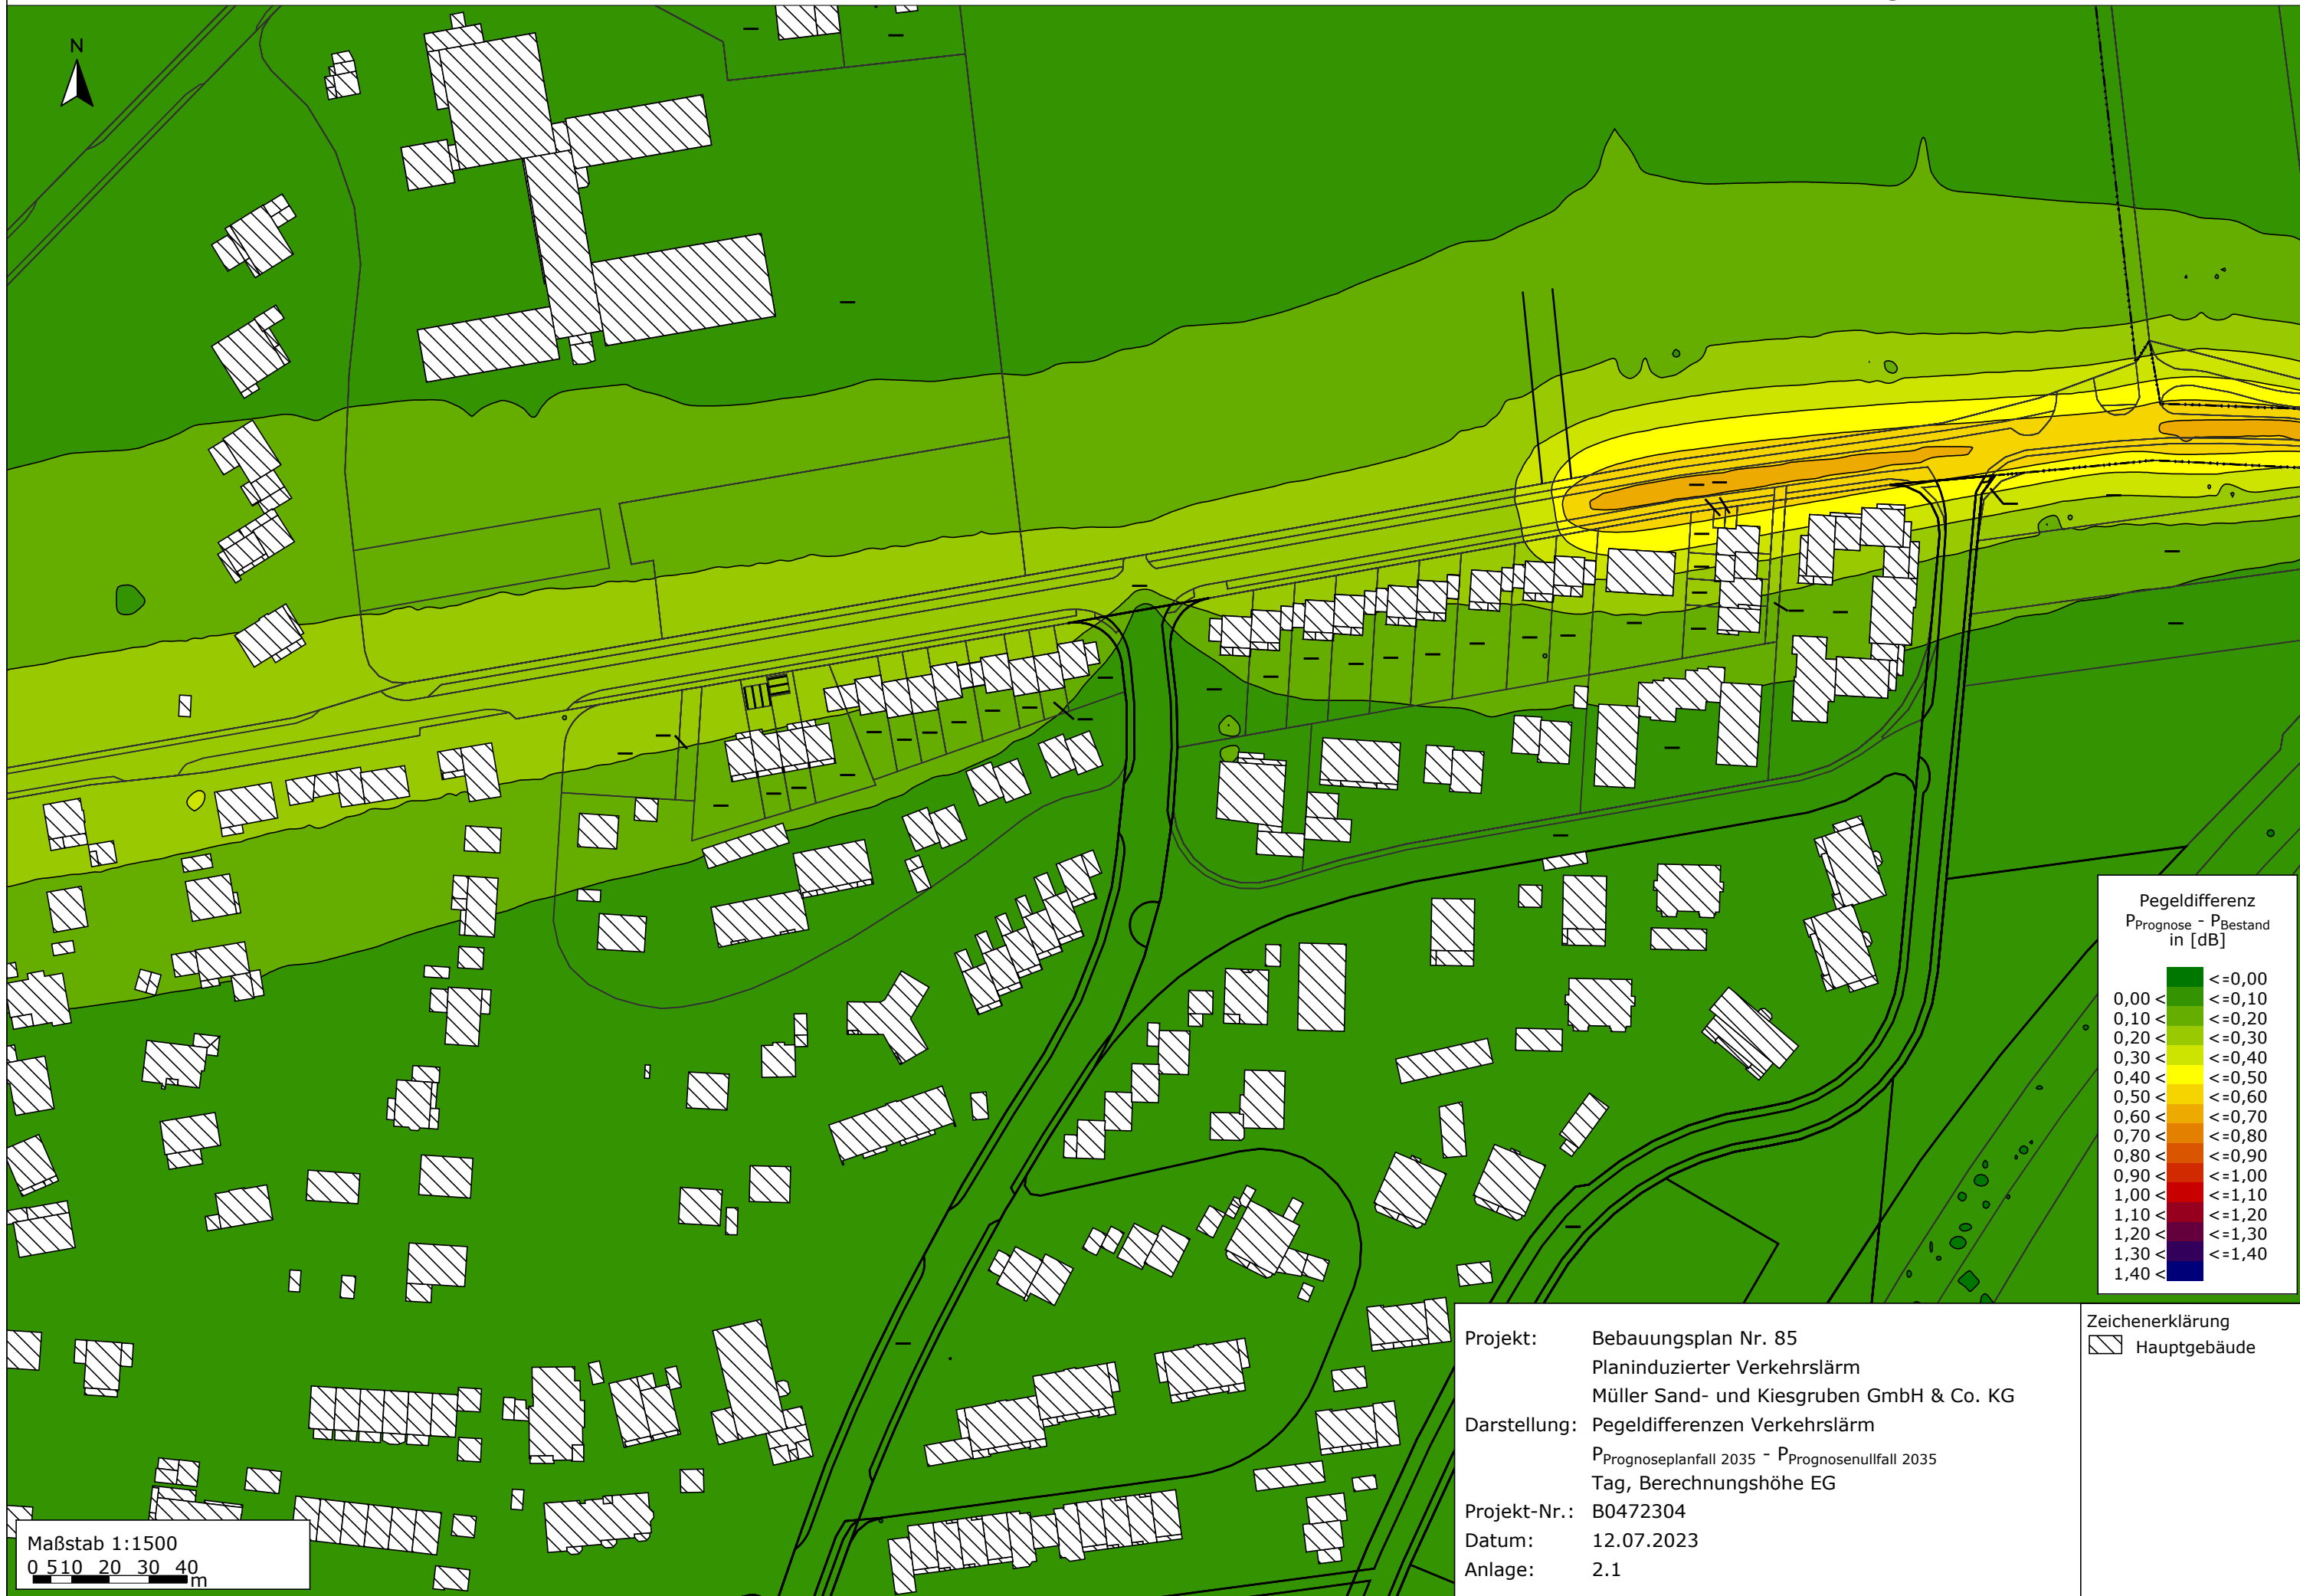 N
Pegeldifferenz
PPrognose - PBestand
in [dB]
<=0,00
0,00 < <=0,10
0,10 < <=0,20
0,20 < <=0,30
0,30 < <=0,40
0,40 < <=0,50
0,50 < <=0,60
0,60 < <=0,70
0,70 < <=0,80
0,80 < <=0,90
0,90 < <=1,00
1,00 < <=1,10
1,10 < <=1,20
1,20 < <=1,30
1,30 < <=1,40
1,40 <
Projekt: Bebauungsplan Nr. 85
Planinduzierter Verkehrslärm
Müller Sand- und Kiesgruben GmbH & Co. KG
Darstellung: Pegeldifferenzen Verkehrslärm
PPrognoseplanfall 2035 - PPrognosenullfall 2035
Tag, Berechnungshöhe EG
Projekt-Nr.: B0472304
Datum: 12.07.2023
Anlage: 2.1
Zeichenerklärung
Hauptgebäude
Maßstab 1:1500
0 5 10 20 30 40
m